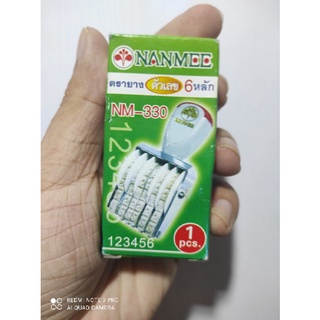 NANMEE
ตรายาง ตัวเลข 6หลัก
NM-330
123456
1
pcs.
123456
REDMI NOTE 7 PRO
AI QUAD CAMERA